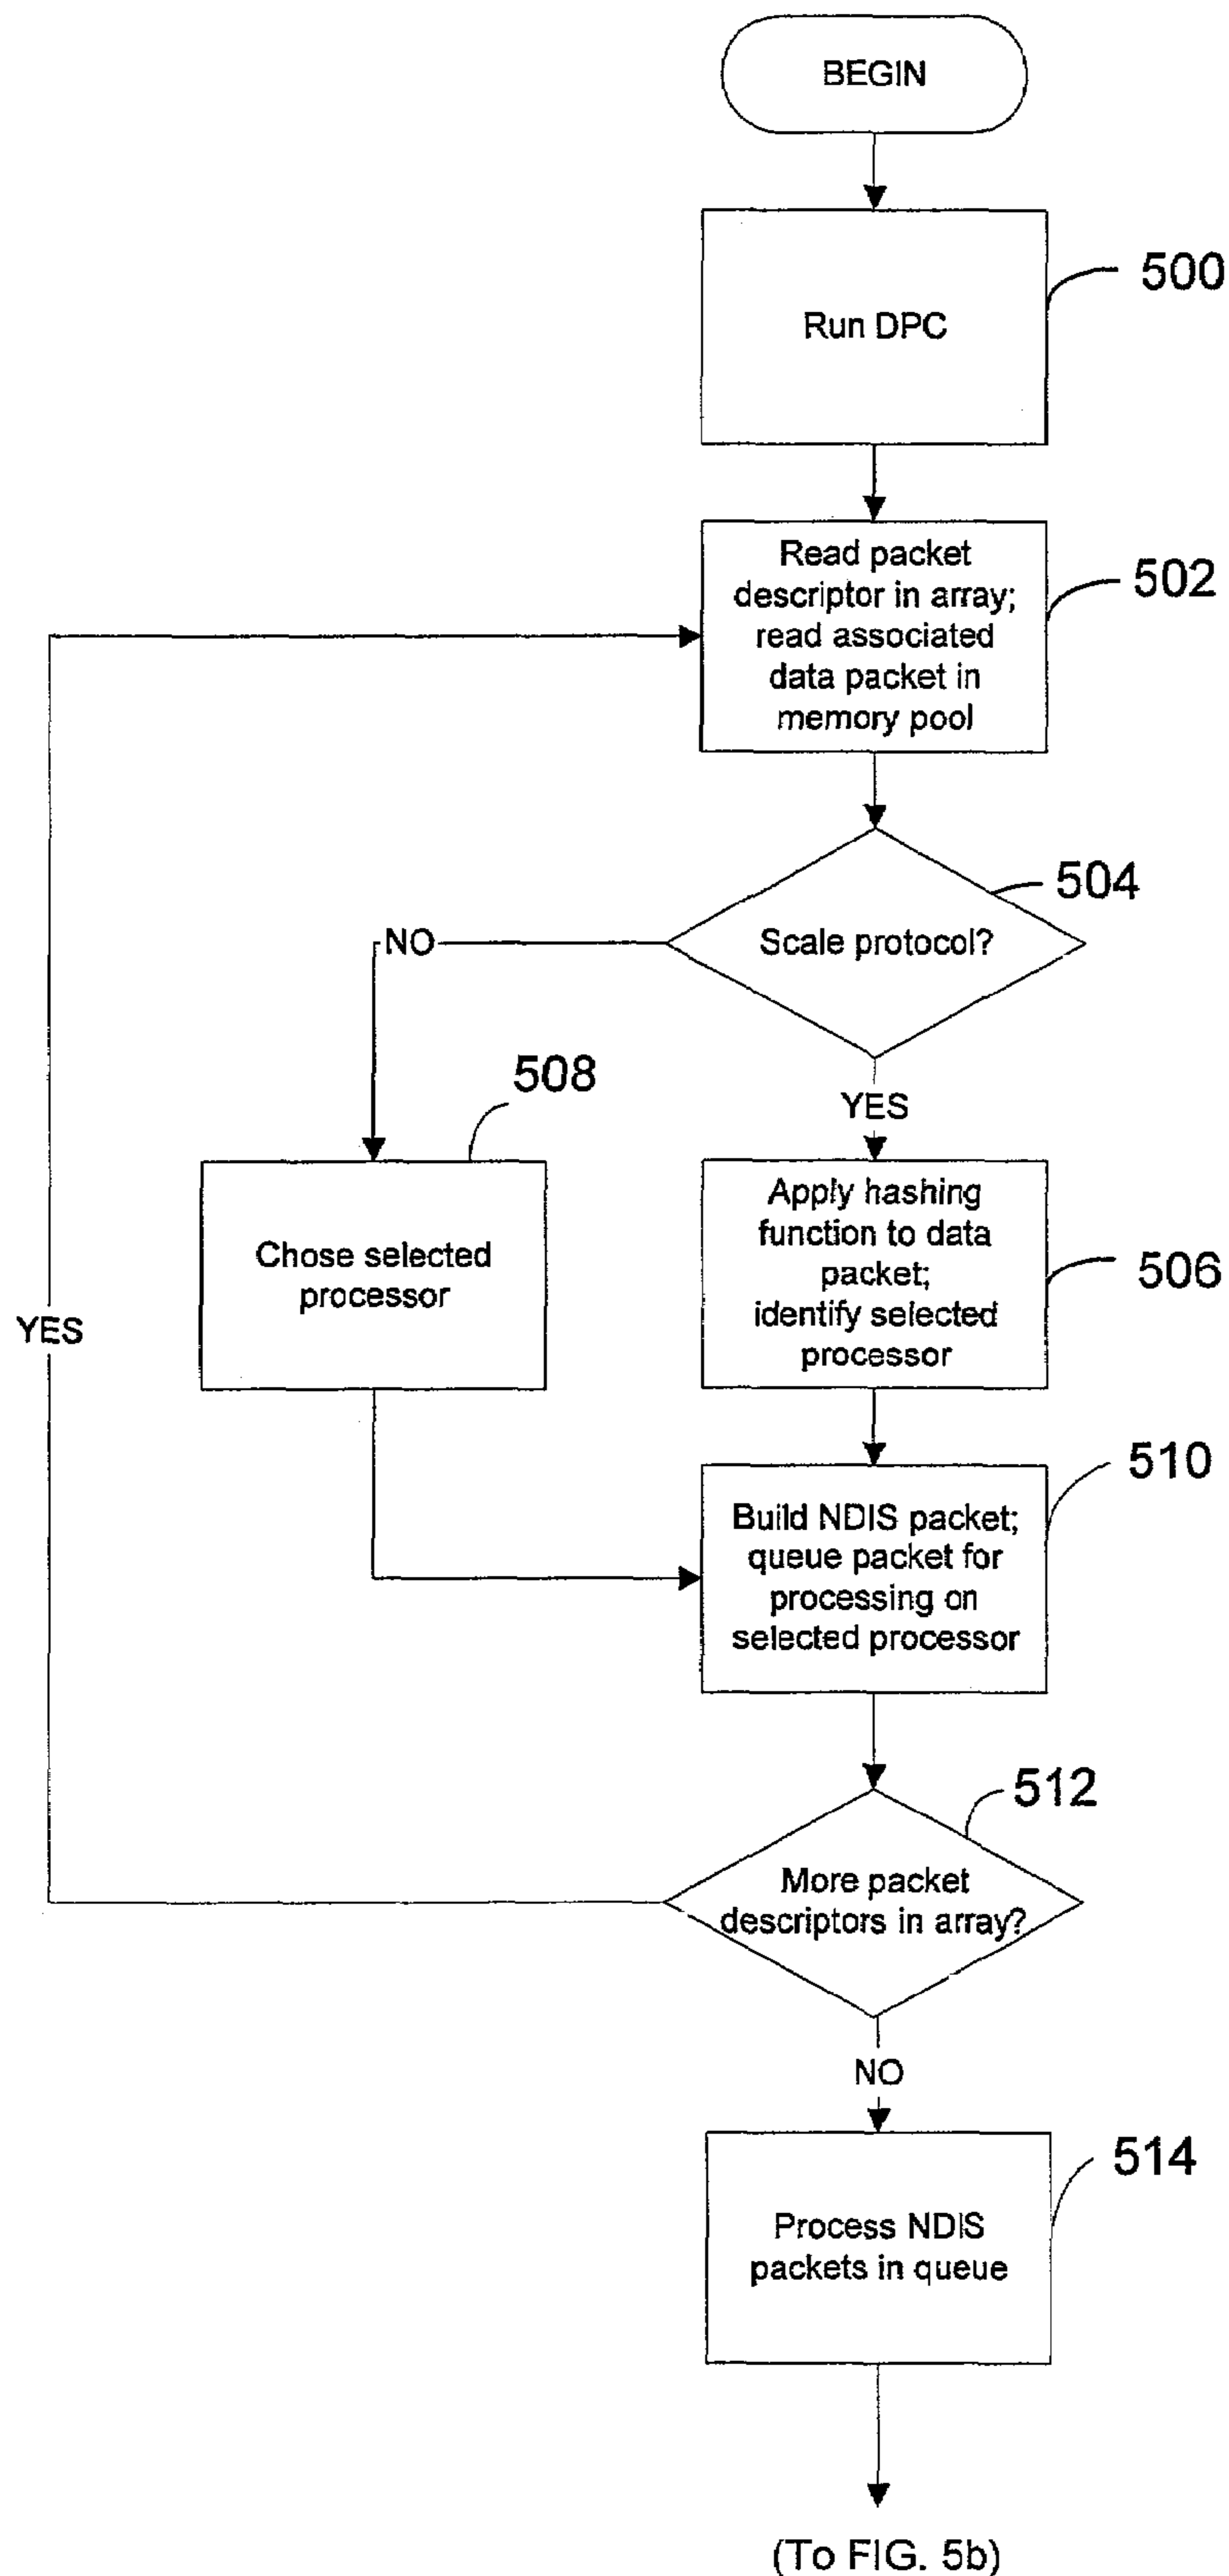 BEGIN
500
Run DPC
502
Read packet
descriptor in array;
read associated
data packet in
memory pool
504
Scale protocol?
NO
508
YES
Chose selected
processor
Apply hashing
function to data
packet;
identify selected
processor
506
YES
510
Build NDIS packet;
queue packet for
processing on
selected processor
512
More packet
descriptors in array?
NO
514
Process NDIS
packets in queue
(To FIG. 5b)